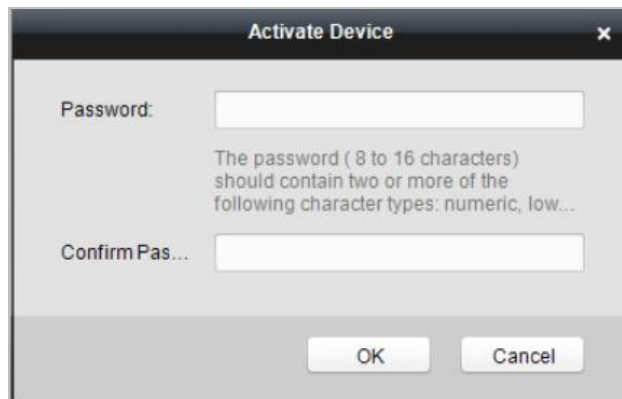 Activate Device ×
Password:
The password ( 8 to 16 characters)
should contain two or more of the
following character types: numeric, low...
Confirm Pas...
OK Cancel